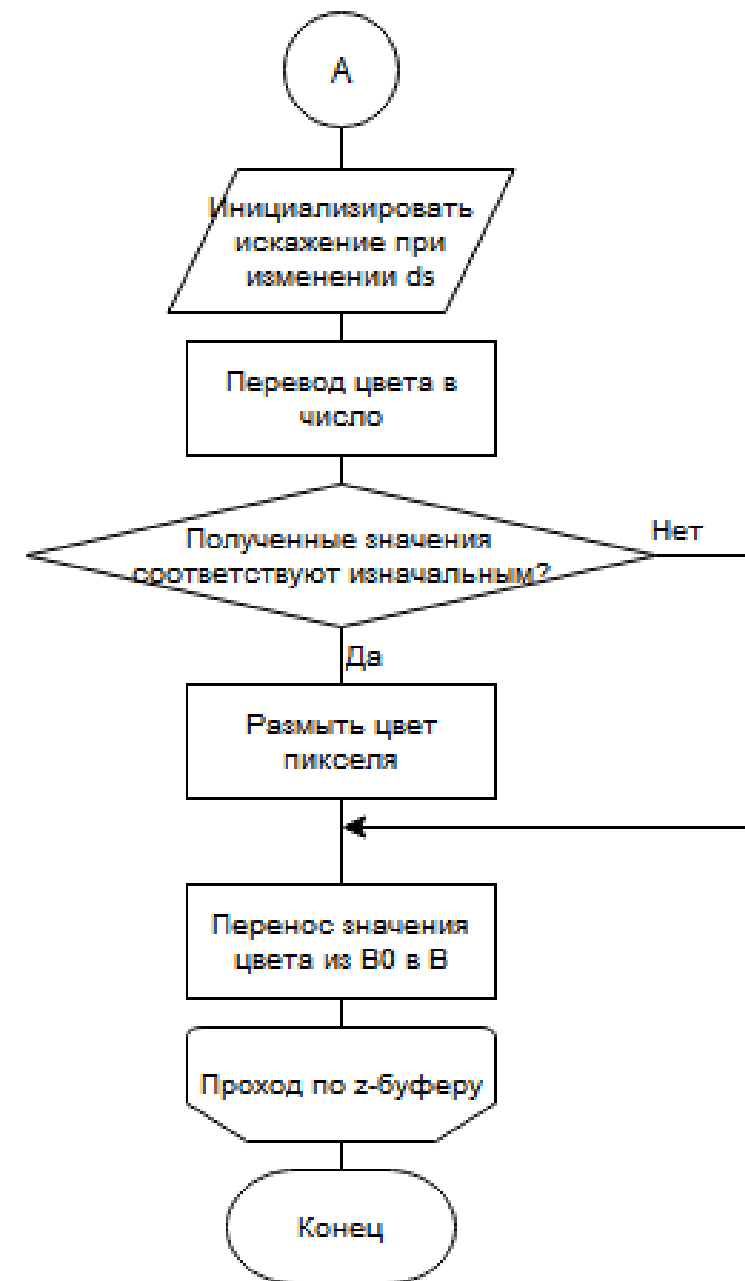 А
Инициализировать
искажение при
изменении ds
Перевод цвета в
число
Полученные значения
соответствуют изначальным?
Нет
Да
Размыть цвет
пикселя
Перенос значения
цвета из B0 в B
Проход по z-буферу
Конец